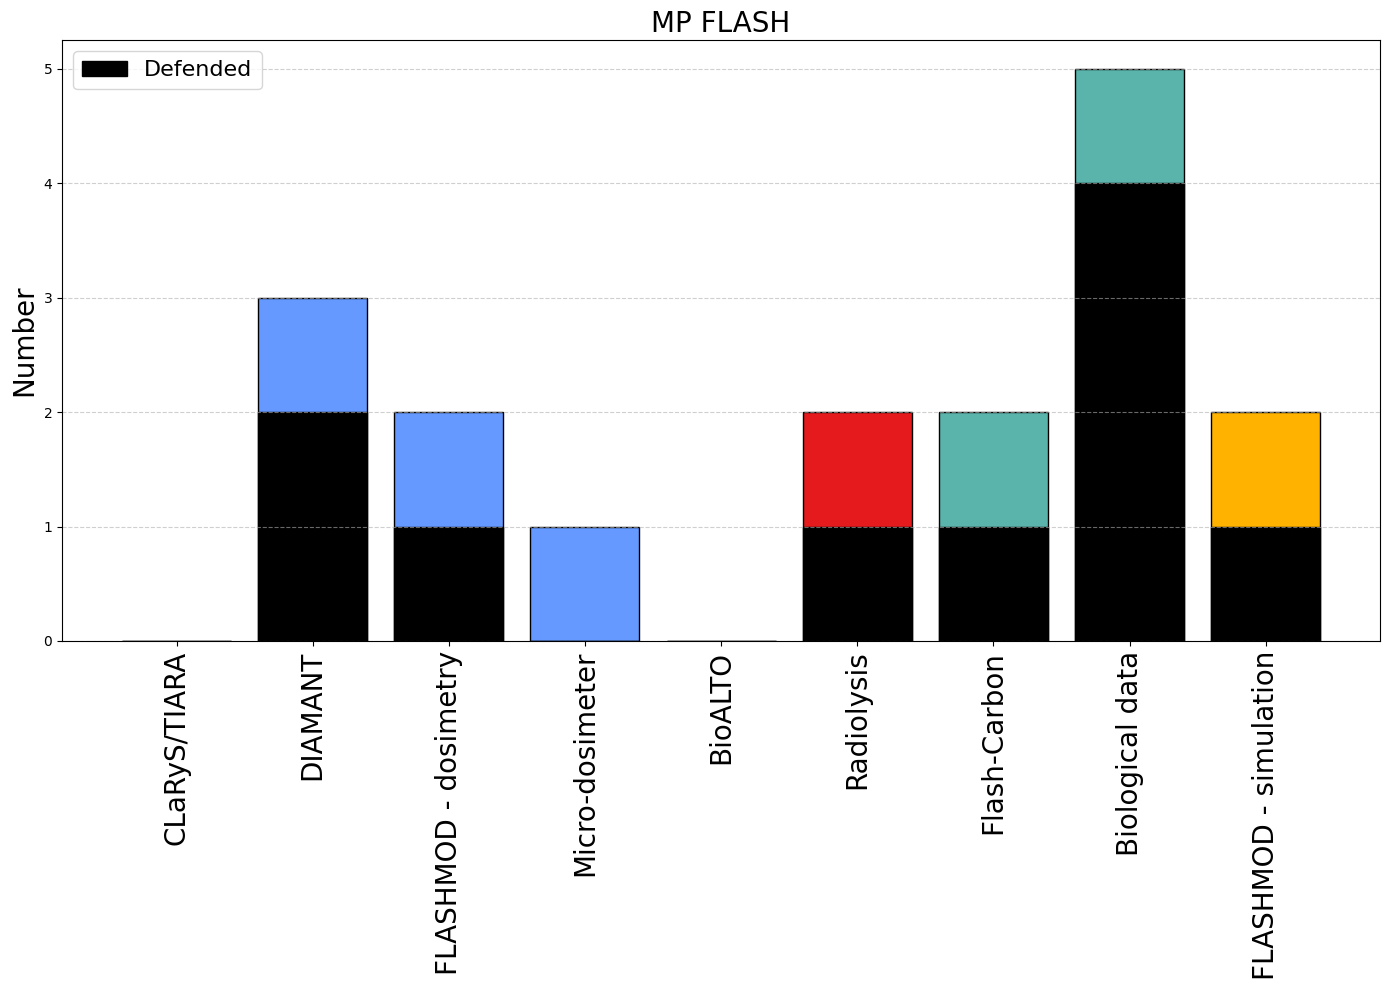 MP FLASH
Defended
Number
5
4
3
2
1
0
CLaRyS/TIARA
DIAMANT
FLASHMOD - dosimetry
Micro-dosimeter
BioALTO
Radiolysis
Flash-Carbon
Biological data
FLASHMOD - simulation